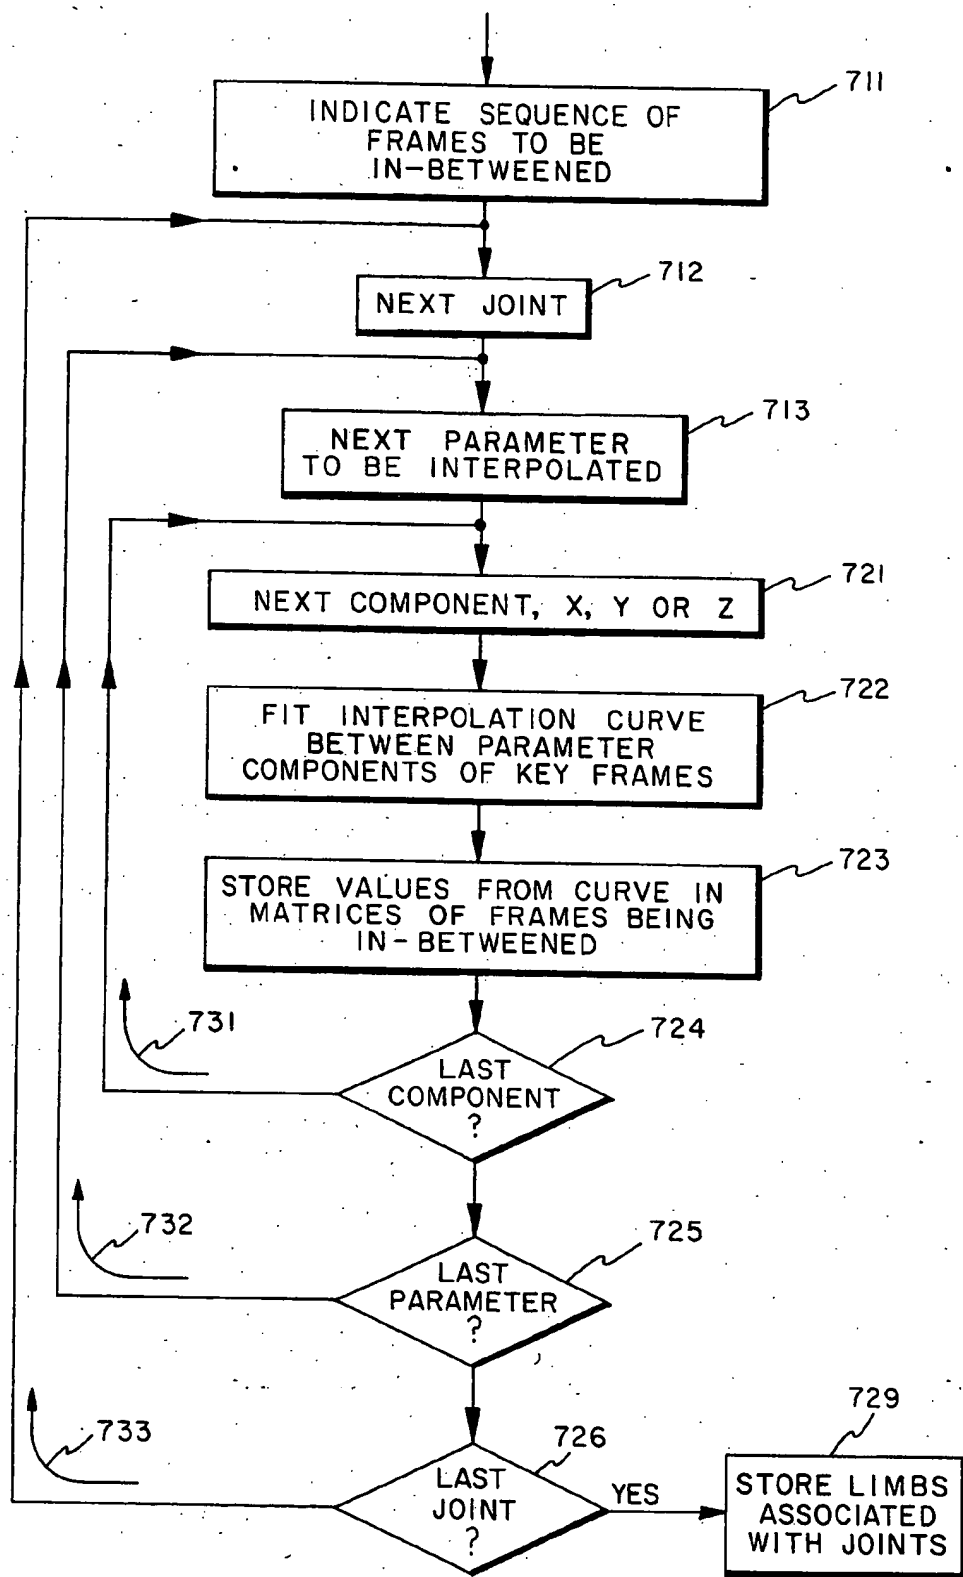 711
INDICATE SEQUENCE OF
FRAMES TO BE
IN-BETWEENED
712
NEXT JOINT
713
NEXT PARAMETER
TO BE INTERPOLATED
721
NEXT COMPONENT, X, Y OR Z
722
FIT INTERPOLATION CURVE
BETWEEN PARAMETER
COMPONENTS OF KEY FRAMES
723
STORE VALUES FROM CURVE IN
MATRICES OF FRAMES BEING
IN-BETWEENED
731
724
LAST
COMPONENT
?
732
725
LAST
PARAMETER
?
733
726
LAST
JOINT
?
YES
729
STORE LIMBS
ASSOCIATED
WITH JOINTS